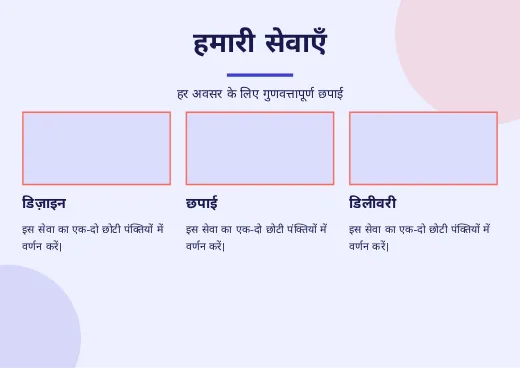 हमारी सेवाएँ
हर अवसर के लिए गुणवत्तापूर्ण छपाई
डिज़ाइन
इस सेवा का एक-दो छोटी पंक्तियों में
वर्णन करें।
छपाई
इस सेवा का एक-दो छोटी पंक्तियों में
वर्णन करें।
डिलीवरी
इस सेवा का एक-दो छोटी पंक्तियों में
वर्णन करें।